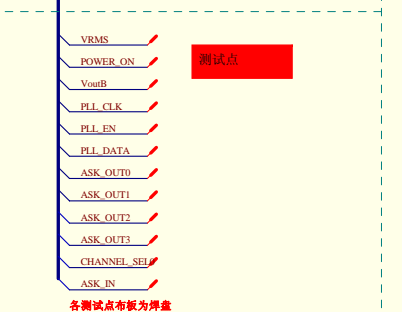 VRMS
测试点
POWER_ON
VoutB
PLL_CLK
PLL_EN
PLL_DATA
ASK_OUT0
ASK_OUT1
ASK_OUT2
ASK_OUT3
CHANNEL_SEL0
ASK_IN
各测试点布板为焊盘